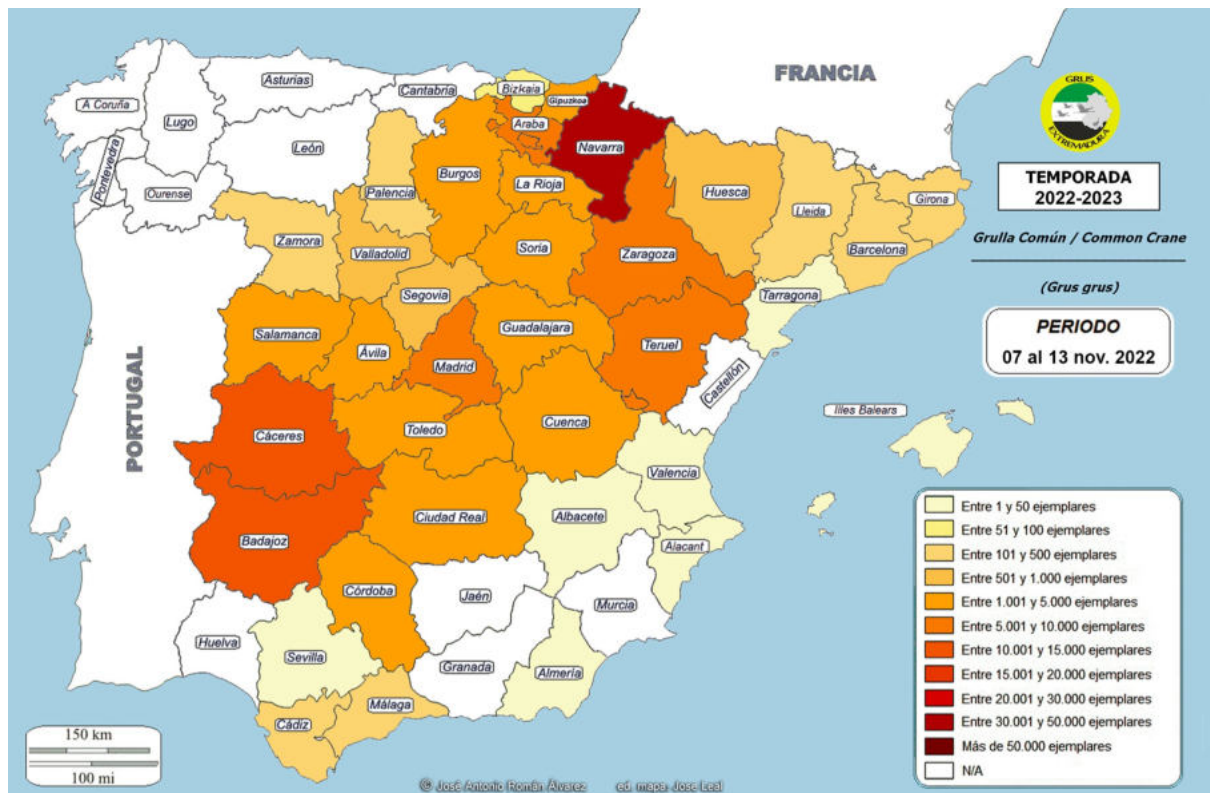 FRANCIA
PORTUGAL
A Coruña
Lugo
Asturias
Cantabria
Bizkaia
Gipuzkoa
Araba
Navarra
Pontevedra
Ourense
León
Palencia
Burgos
La Rioja
Huesca
Lleida
Girona
Barcelona
Zamora
Valladolid
Soria
Zaragoza
Tarragona
Segovia
Salamanca
Ávila
Madrid
Guadalajara
Teruel
Castellón
Cáceres
Toledo
Cuenca
Valencia
Illes Balears
Badajoz
Ciudad Real
Albacete
Alacant
Córdoba
Jaén
Murcia
Huelva
Sevilla
Granada
Almería
Cádiz
Málaga
GRUS
EXTREMADURA
TEMPORADA
2022-2023
Grulla Común / Common Crane
(Grus grus)
PERIODO
07 al 13 nov. 2022
Entre 1 y 50 ejemplares
Entre 51 y 100 ejemplares
Entre 101 y 500 ejemplares
Entre 501 y 1.000 ejemplares
Entre 1.001 y 5.000 ejemplares
Entre 5.001 y 10.000 ejemplares
Entre 10.001 y 15.000 ejemplares
Entre 15.001 y 20.000 ejemplares
Entre 20.001 y 30.000 ejemplares
Entre 30.001 y 50.000 ejemplares
Más de 50.000 ejemplares
N/A
150 km
100 mi
© José Antonio Román Álvarez ed. mapa: Jose Leal